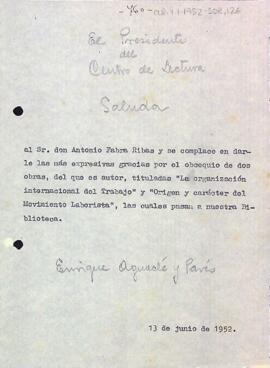 El Presidente
del
Centro de Lectura
Saluda
al Sr. don Antonio Fabra Ribas y se complace en dar-
le las más expresivas gracias por el obsequio de dos
obras, del que es autor, tituladas "La organización
internacional del Trabajo" y "Origen y carácter del
Movimiento Laborista", las cuales pasan a nuestra Bi-
blioteca.
Enrique Aguadé y Parés
13 de junio de 1952.